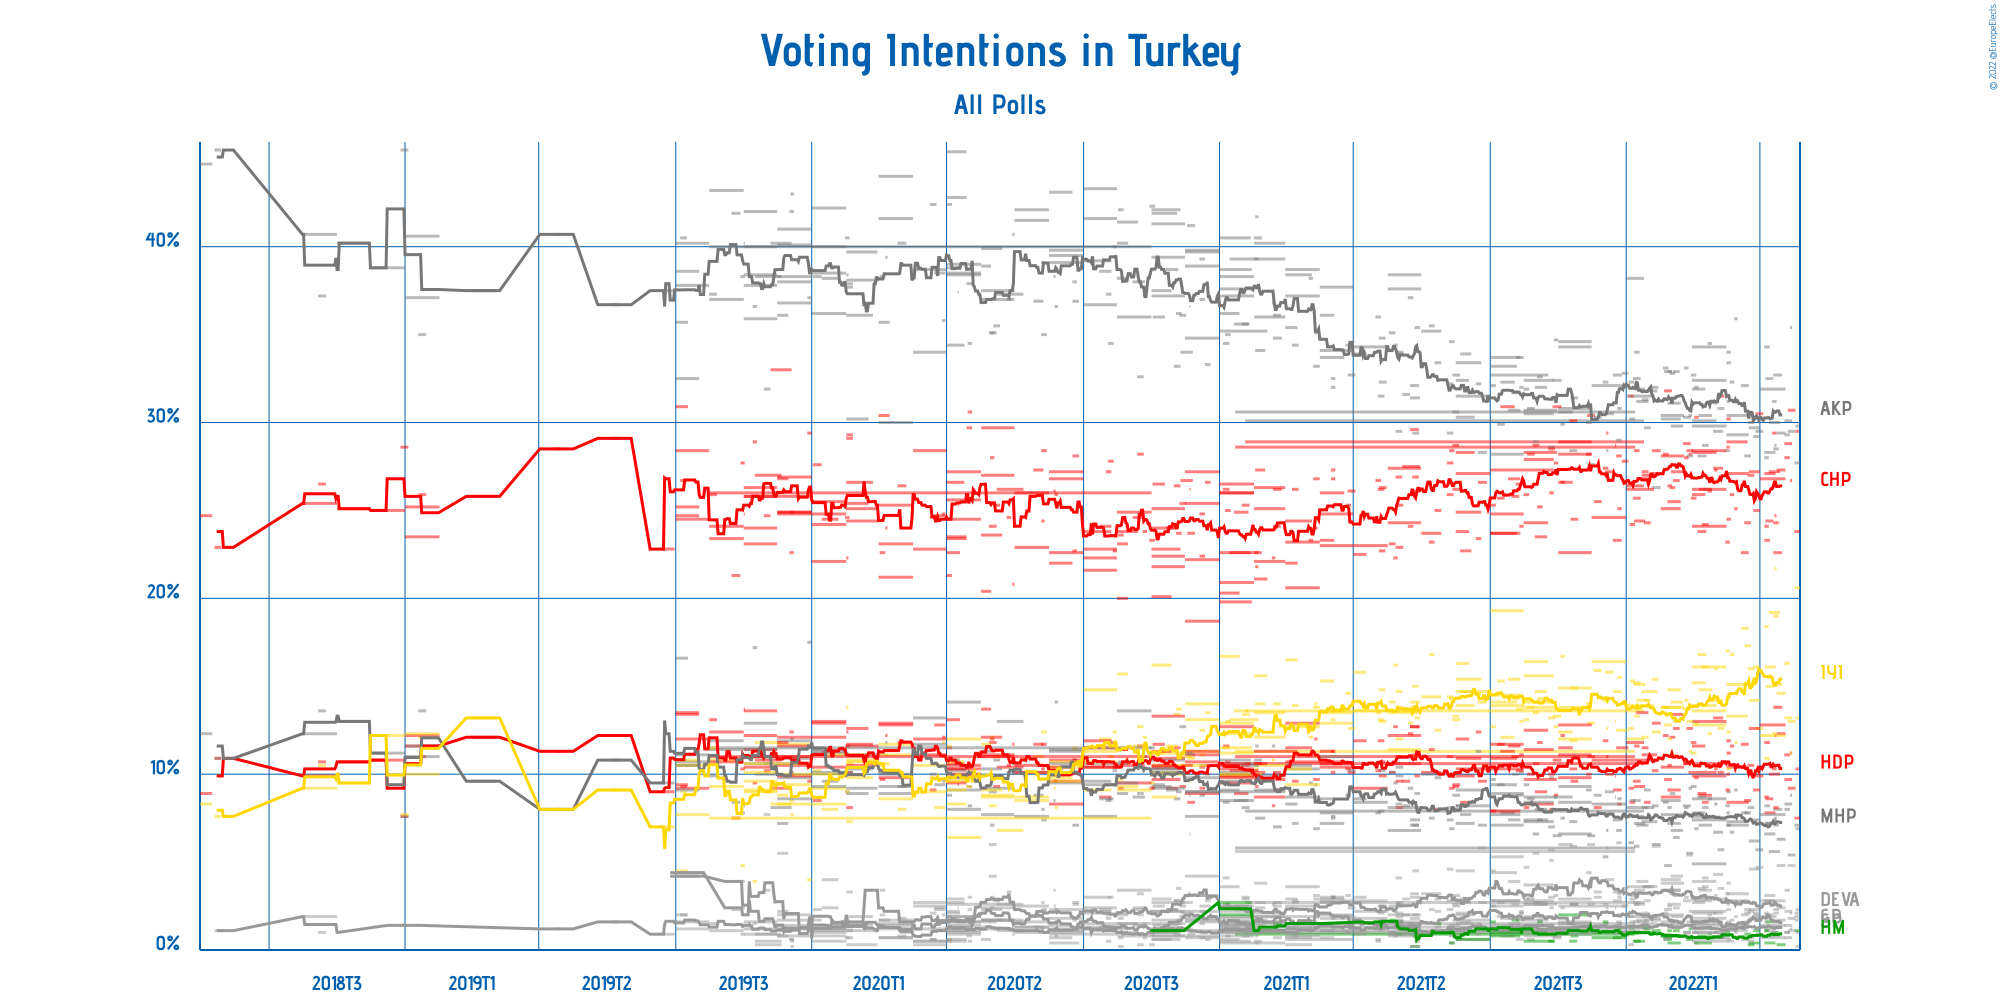 © 2022 @EuropeElects
Voting Intentions in Turkey
All Polls
40%
30%
20%
10%
0%
AKP
CHP
IYI
HDP
MHP
DEVA
HM
2018T3 2019T1 2019T2 2019T3 2020T1 2020T2 2020T3 2021T1 2021T2 2021T3 2022T1